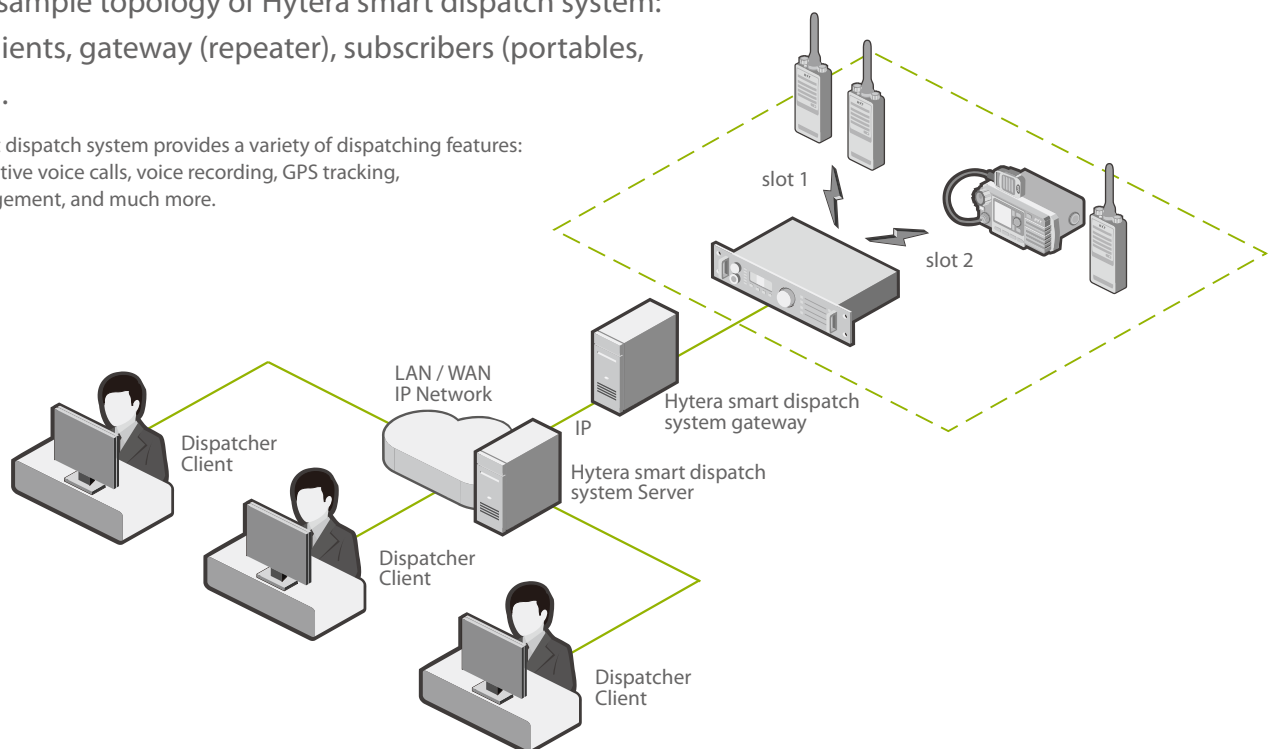 sample topology of Hytera smart dispatch system:
ients, gateway (repeater), subscribers (portables,
.
dispatch system provides a variety of dispatching features:
tive voice calls, voice recording, GPS tracking,
gement, and much more.
slot 1
slot 2
LAN / WAN
IP Network
IP
Hytera smart dispatch
system gateway
Hytera smart dispatch
system Server
Dispatcher
Client
Dispatcher
Client
Dispatcher
Client